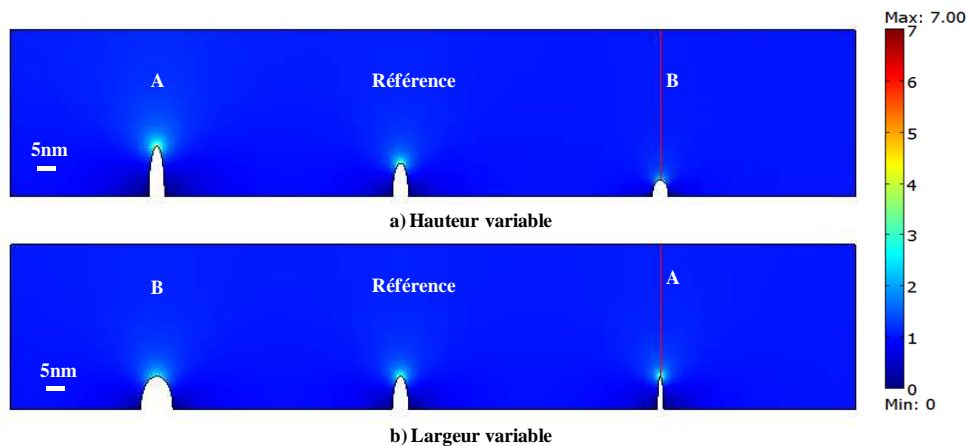 Max: 7.00
7
6
5
4
3
2
1
0
Min: 0
A
Référence
B
5nm
a) Hauteur variable
B
Référence
A
5nm
b) Largeur variable